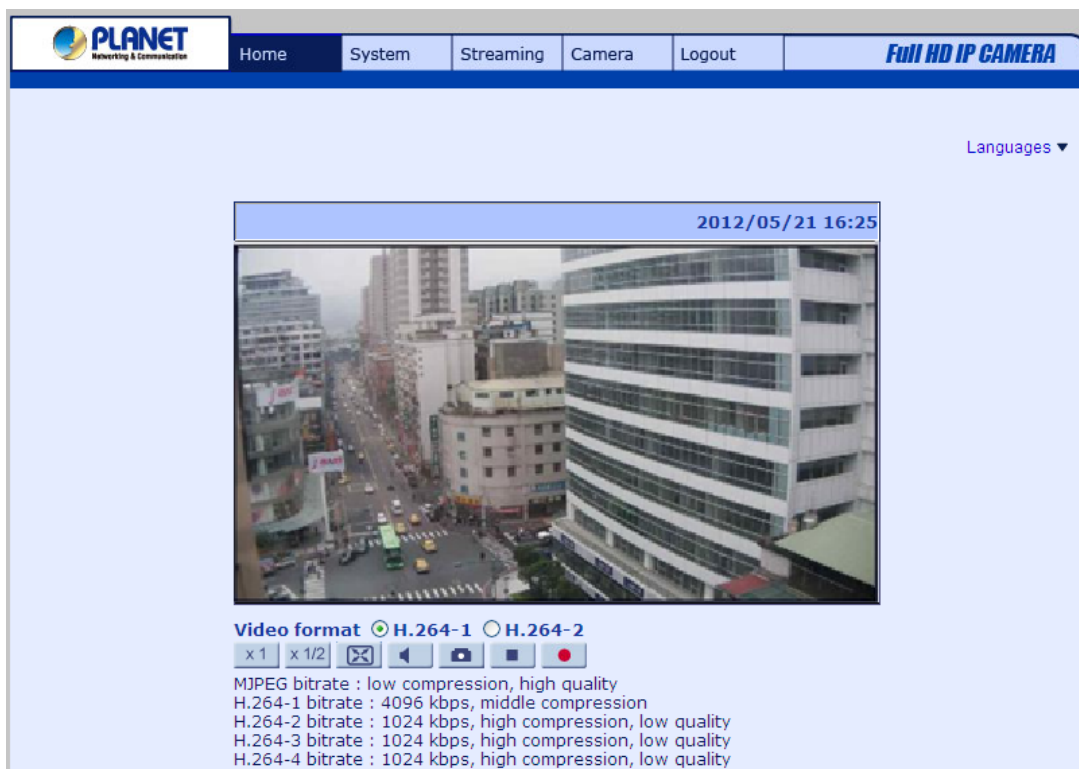 PLANET
Networking & Communication
Home System Streaming Camera Logout Full HD IP CAMERA
Languages ▼
2012/05/21 16:25
Video format H.264-1 H.264-2
x 1 x 1/2
MJPEG bitrate : low compression, high quality
H.264-1 bitrate : 4096 kbps, middle compression
H.264-2 bitrate : 1024 kbps, high compression, low quality
H.264-3 bitrate : 1024 kbps, high compression, low quality
H.264-4 bitrate : 1024 kbps, high compression, low quality